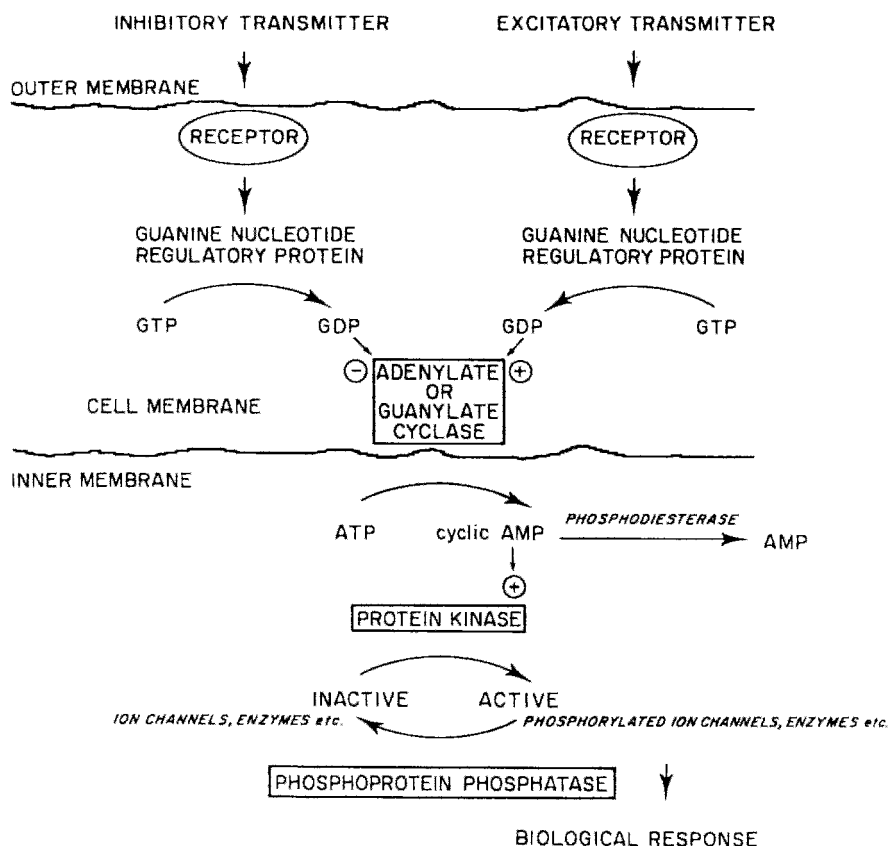 INHIBITORY TRANSMITTER
EXCITATORY TRANSMITTER
OUTER MEMBRANE
RECEPTOR
RECEPTOR
GUANINE NUCLEOTIDE
REGULATORY PROTEIN
GUANINE NUCLEOTIDE
REGULATORY PROTEIN
GTP
GDP
GDP
GTP
−
ADENYLATE
OR
GUANYLATE
CYCLASE
+
CELL MEMBRANE
INNER MEMBRANE
ATP
cyclic AMP
PHOSPHODIESTERASE
AMP
+
PROTEIN KINASE
INACTIVE
ACTIVE
ION CHANNELS, ENZYMES etc.
PHOSPHORYLATED ION CHANNELS, ENZYMES etc.
PHOSPHOPROTEIN PHOSPHATASE
BIOLOGICAL RESPONSE